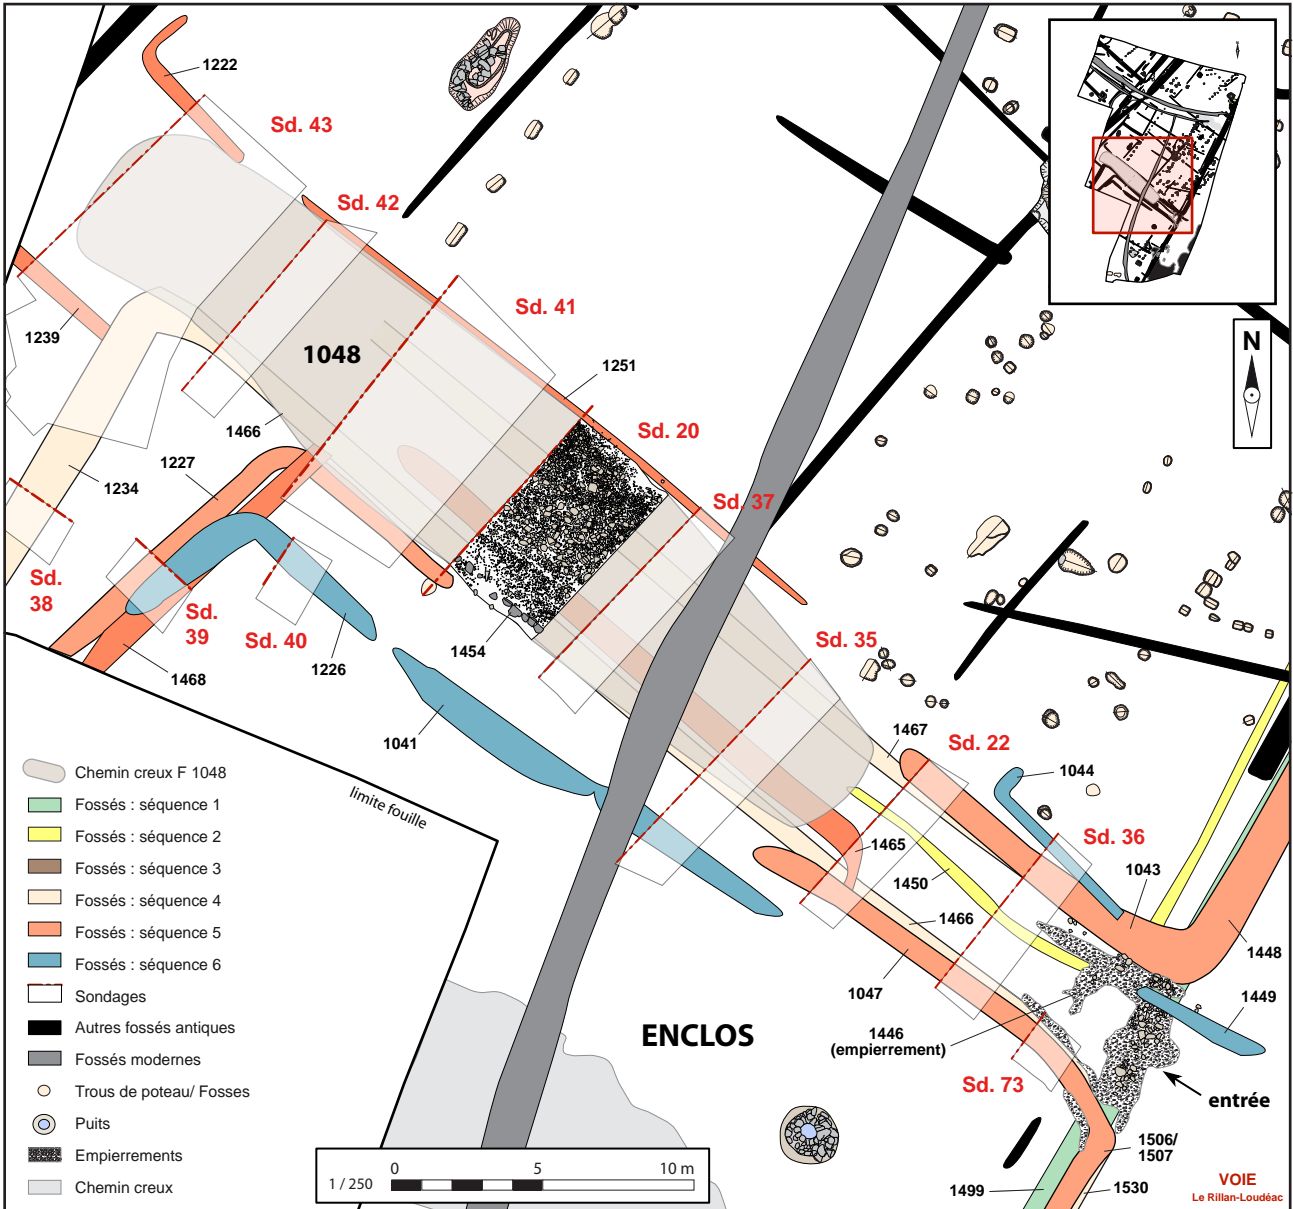 1222
Sd. 43
Sd. 42
N
Sd. 41
1239
1048
1251
1466
Sd. 20
1227
1234
Sd. 37
Sd.
38
Sd.
39
Sd. 40
1226
1454
Sd. 35
1468
1041
1467
Sd. 22
1044
Chemin creux F 1048
Fossés : séquence 1
Fossés : séquence 2
Fossés : séquence 3
Fossés : séquence 4
Fossés : séquence 5
Fossés : séquence 6
Sondages
Autres fossés antiques
Fossés modernes
Trous de poteau/ Fosses
Puits
Empierrements
Chemin creux
limite fouille
Sd. 36
1465
1450
1043
1466
1448
1047
1449
1446
(empierrement)
ENCLOS
Sd. 73
entrée
1506/
1507
1499
1530
0 5 10 m
1 / 250
VOIE
Le Rillan-Loudéac